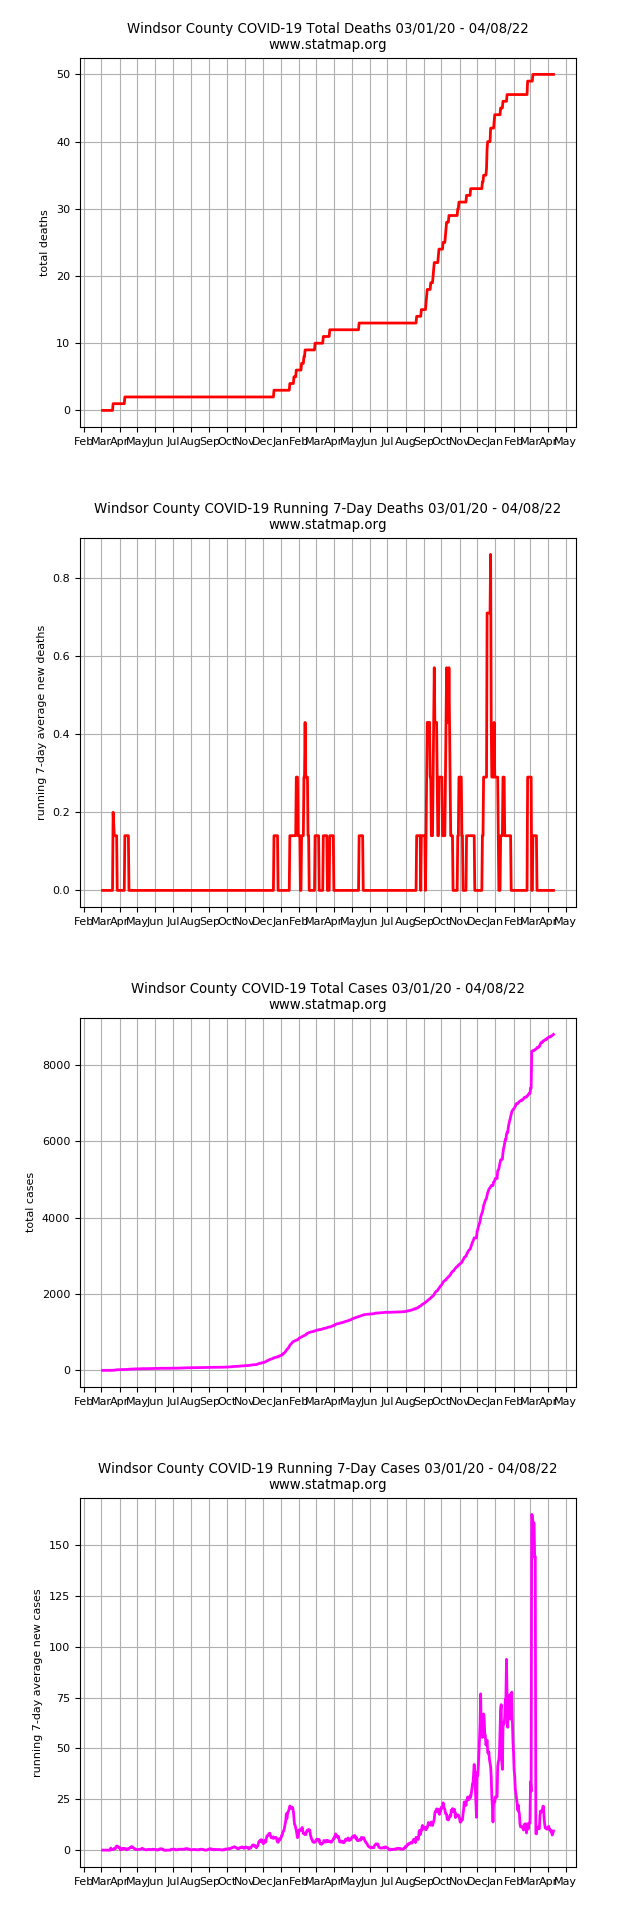 Windsor County COVID-19 Total Deaths 03/01/20 - 04/08/22
www.statmap.org
50
40
30
20
10
0
total deaths
Feb Mar Apr May Jun Jul Aug Sep Oct Nov Dec Jan Feb Mar Apr May Jun Jul Aug Sep Oct Nov Dec Jan Feb Mar Apr May
Windsor County COVID-19 Running 7-Day Deaths 03/01/20 - 04/08/22
www.statmap.org
0.8
0.6
0.4
0.2
0.0
running 7-day average new deaths
Feb Mar Apr May Jun Jul Aug Sep Oct Nov Dec Jan Feb Mar Apr May Jun Jul Aug Sep Oct Nov Dec Jan Feb Mar Apr May
Windsor County COVID-19 Total Cases 03/01/20 - 04/08/22
www.statmap.org
8000
6000
4000
2000
0
total cases
Feb Mar Apr May Jun Jul Aug Sep Oct Nov Dec Jan Feb Mar Apr May Jun Jul Aug Sep Oct Nov Dec Jan Feb Mar Apr May
Windsor County COVID-19 Running 7-Day Cases 03/01/20 - 04/08/22
www.statmap.org
150
125
100
75
50
25
0
running 7-day average new cases
Feb Mar Apr May Jun Jul Aug Sep Oct Nov Dec Jan Feb Mar Apr May Jun Jul Aug Sep Oct Nov Dec Jan Feb Mar Apr May